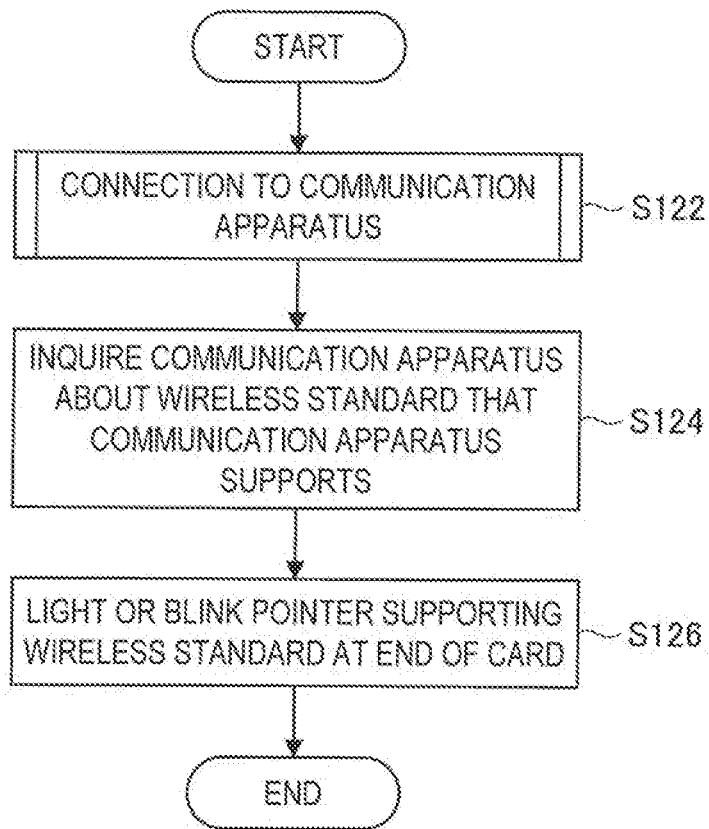 START
CONNECTION TO COMMUNICATION
APPARATUS
S122
INQUIRE COMMUNICATION APPARATUS
ABOUT WIRELESS STANDARD THAT
COMMUNICATION APPARATUS
SUPPORTS
S124
LIGHT OR BLINK POINTER SUPPORTING
WIRELESS STANDARD AT END OF CARD
S126
END